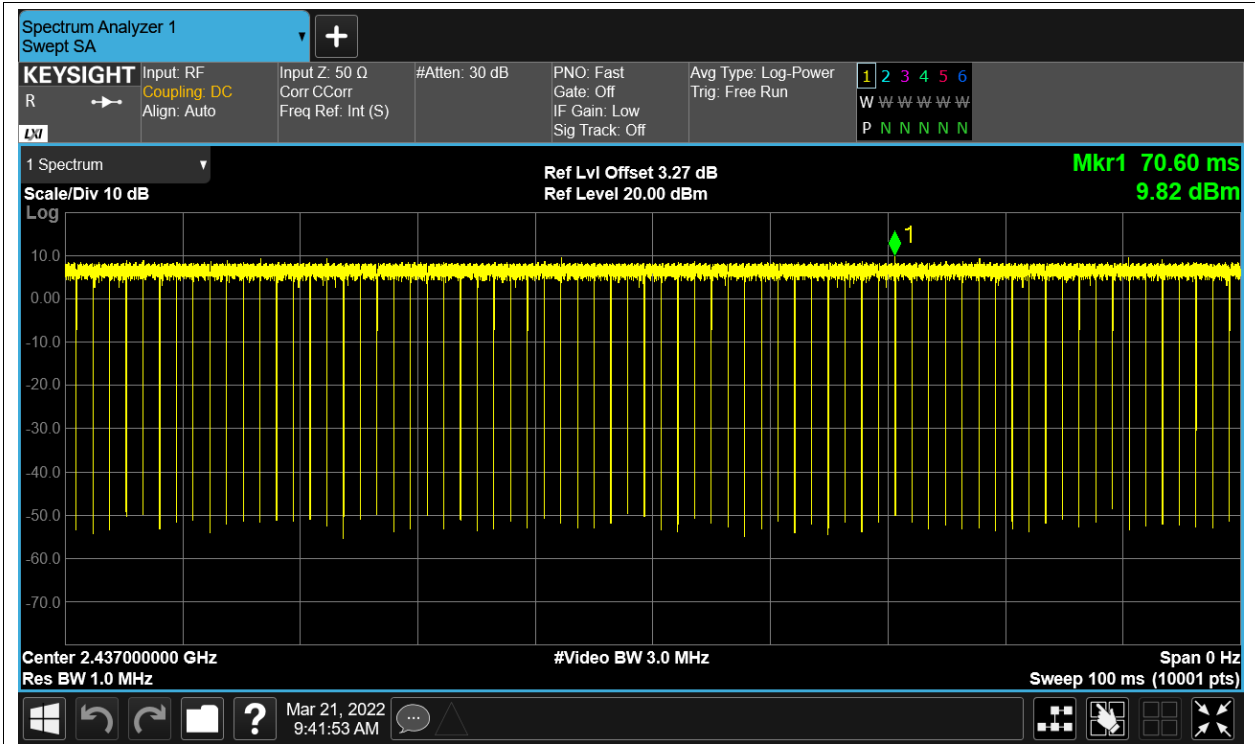 Spectrum Analyzer 1
Swept SA
KEYSIGHT
R
LXI
Input: RF
Coupling: DC
Align: Auto
Input Z: 50 Ω
Corr CCorr
Freq Ref: Int (S)
#Atten: 30 dB
PNO: Fast
Gate: Off
IF Gain: Low
Sig Track: Off
Avg Type: Log-Power
Trig: Free Run
1 2 3 4 5 6
W W W W W W
P N N N N N
1 Spectrum
Scale/Div 10 dB
Log
Ref Lvl Offset 3.27 dB
Ref Level 20.00 dBm
Mkr1 70.60 ms
9.82 dBm
1
10.0
0.00
-10.0
-20.0
-30.0
-40.0
-50.0
-60.0
-70.0
Center 2.437000000 GHz
Res BW 1.0 MHz
#Video BW 3.0 MHz
Span 0 Hz
Sweep 100 ms (10001 pts)
?
Mar 21, 2022
9:41:53 AM